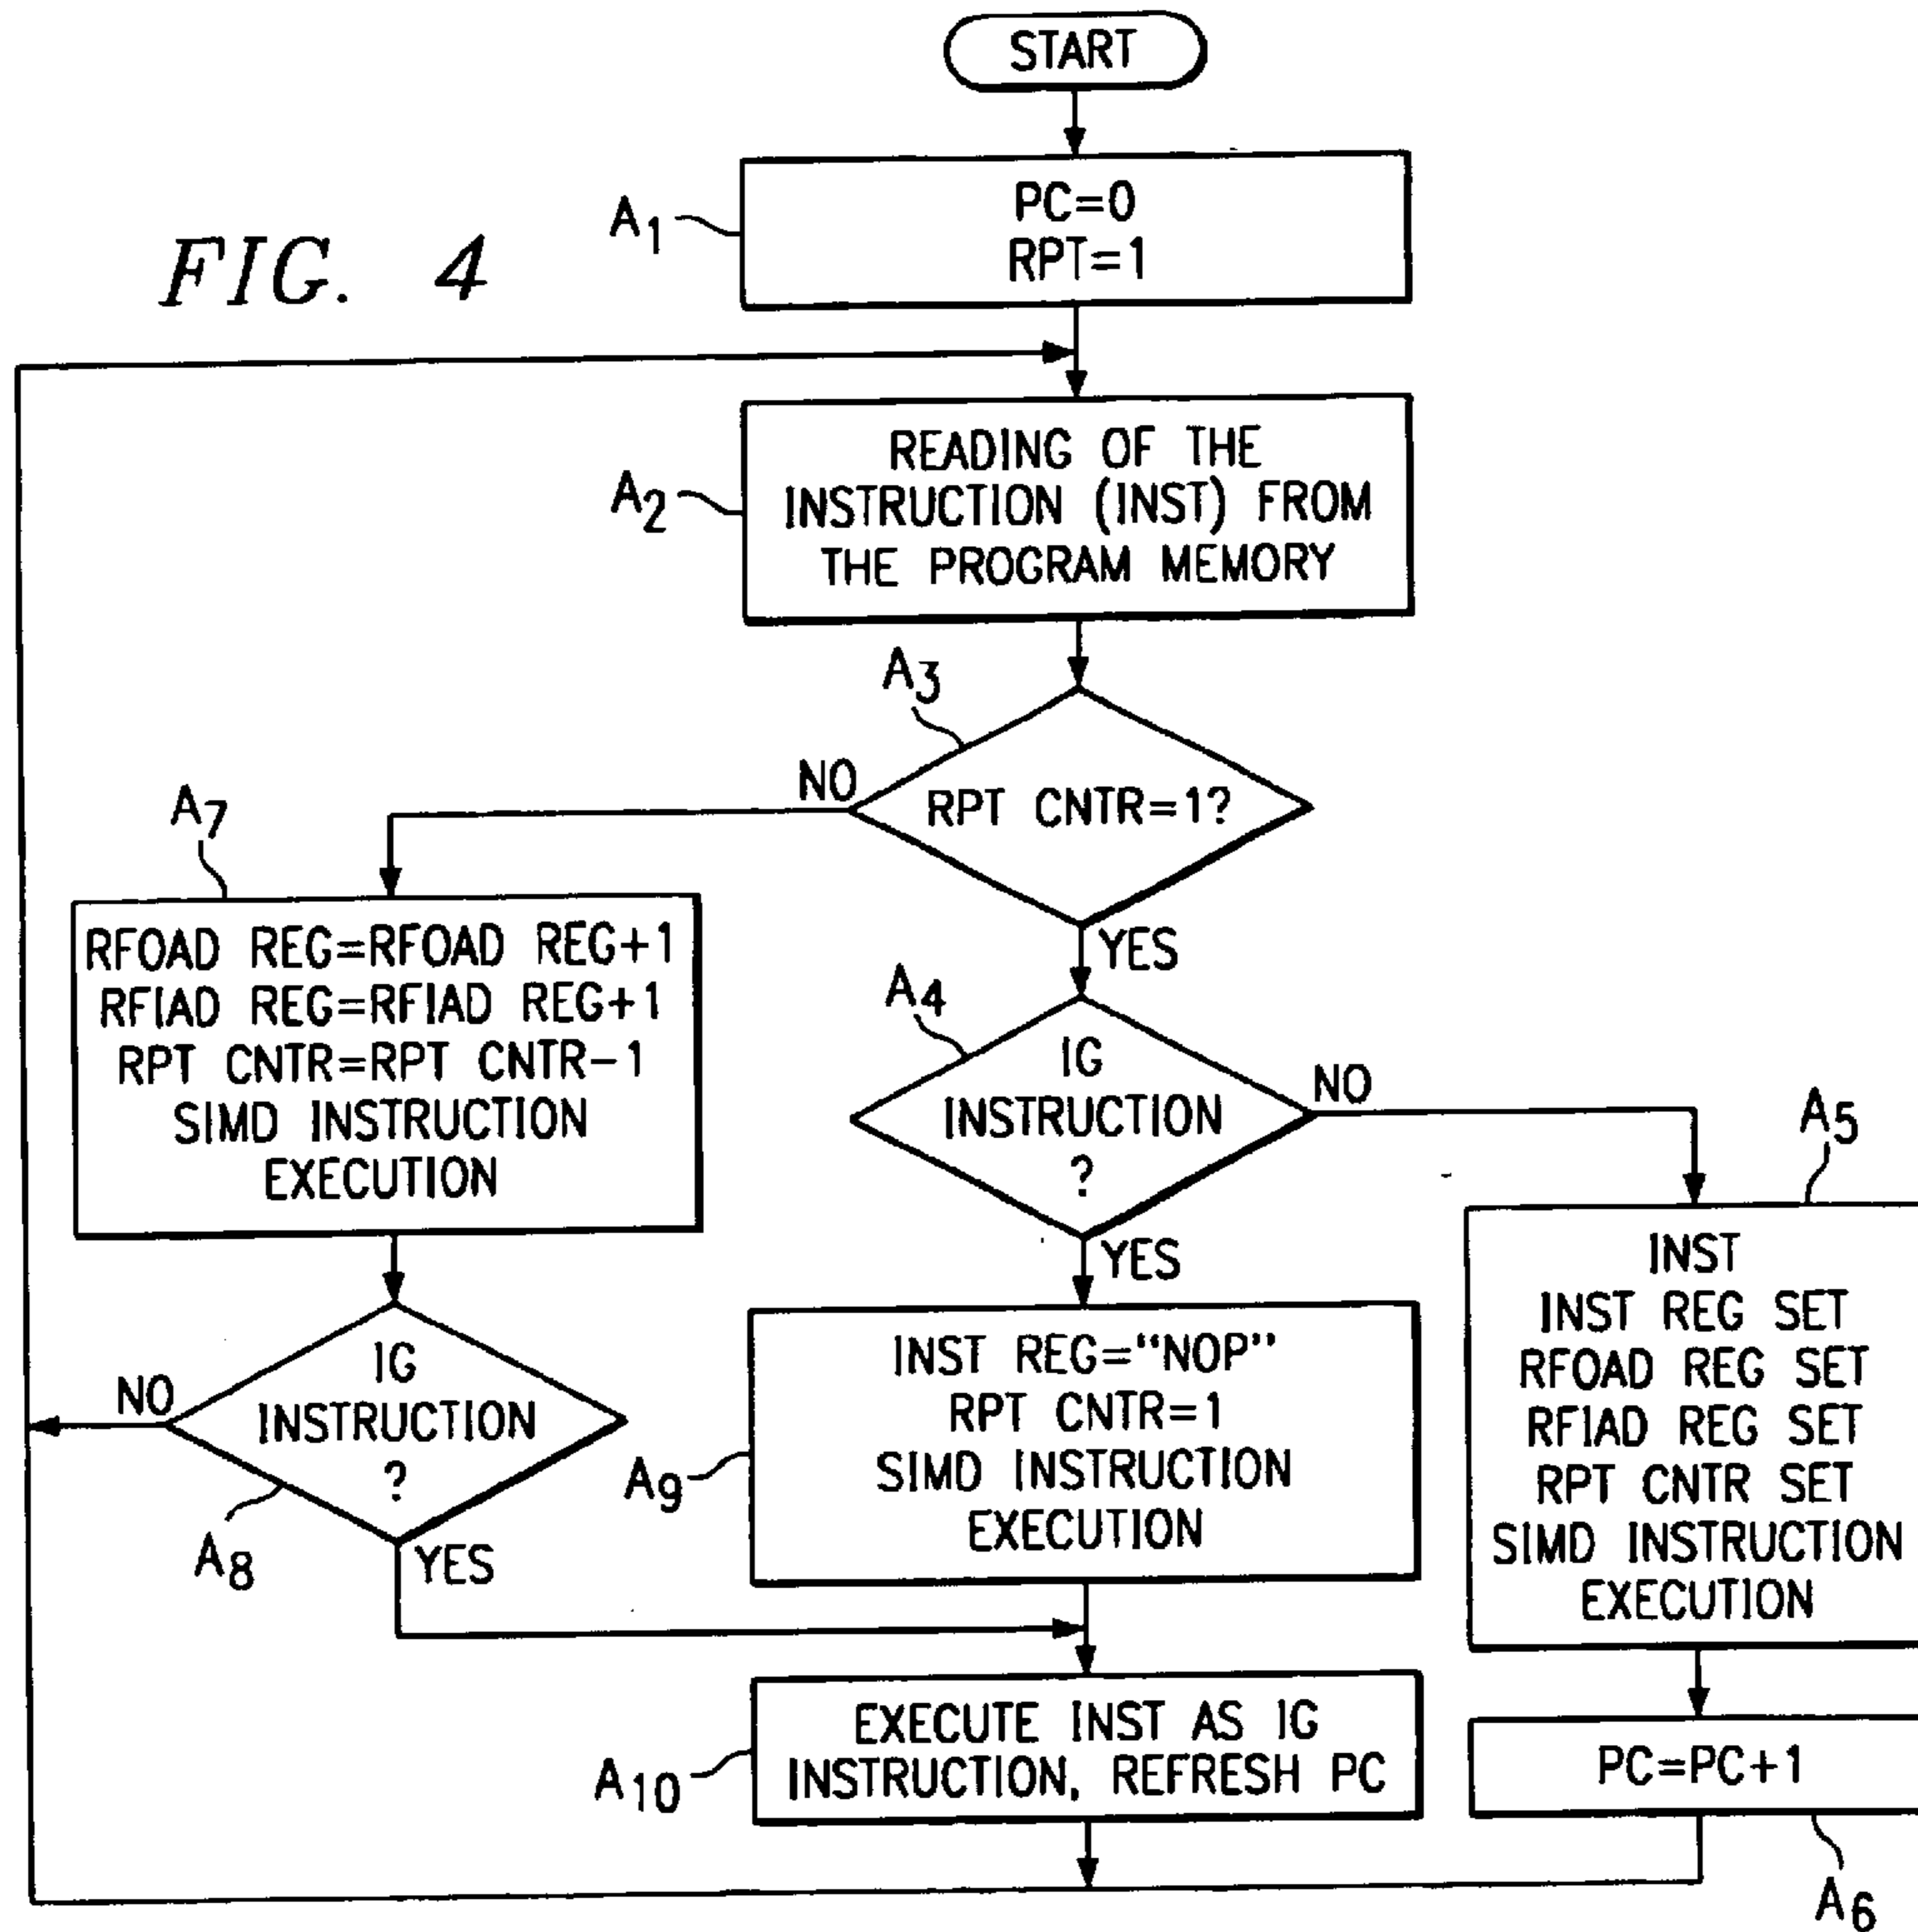 START
A1
PC=0
RPT=1
FIG. 4
A2
READING OF THE
INSTRUCTION (INST) FROM
THE PROGRAM MEMORY
A3
NO
RPT CNTR=1?
YES
A7
RFOAD REG=RFOAD REG+1
RFIAD REG=RFIAD REG+1
RPT CNTR=RPT CNTR-1
SIMD INSTRUCTION
EXECUTION
A4
IG
INSTRUCTION
?
NO
YES
A5
INST
INST REG SET
RFOAD REG SET
RFIAD REG SET
RPT CNTR SET
SIMD INSTRUCTION
EXECUTION
NO
IG
INSTRUCTION
?
A8
YES
A9
INST REG="NOP"
RPT CNTR=1
SIMD INSTRUCTION
EXECUTION
A10
EXECUTE INST AS IG
INSTRUCTION, REFRESH PC
PC=PC+1
A6